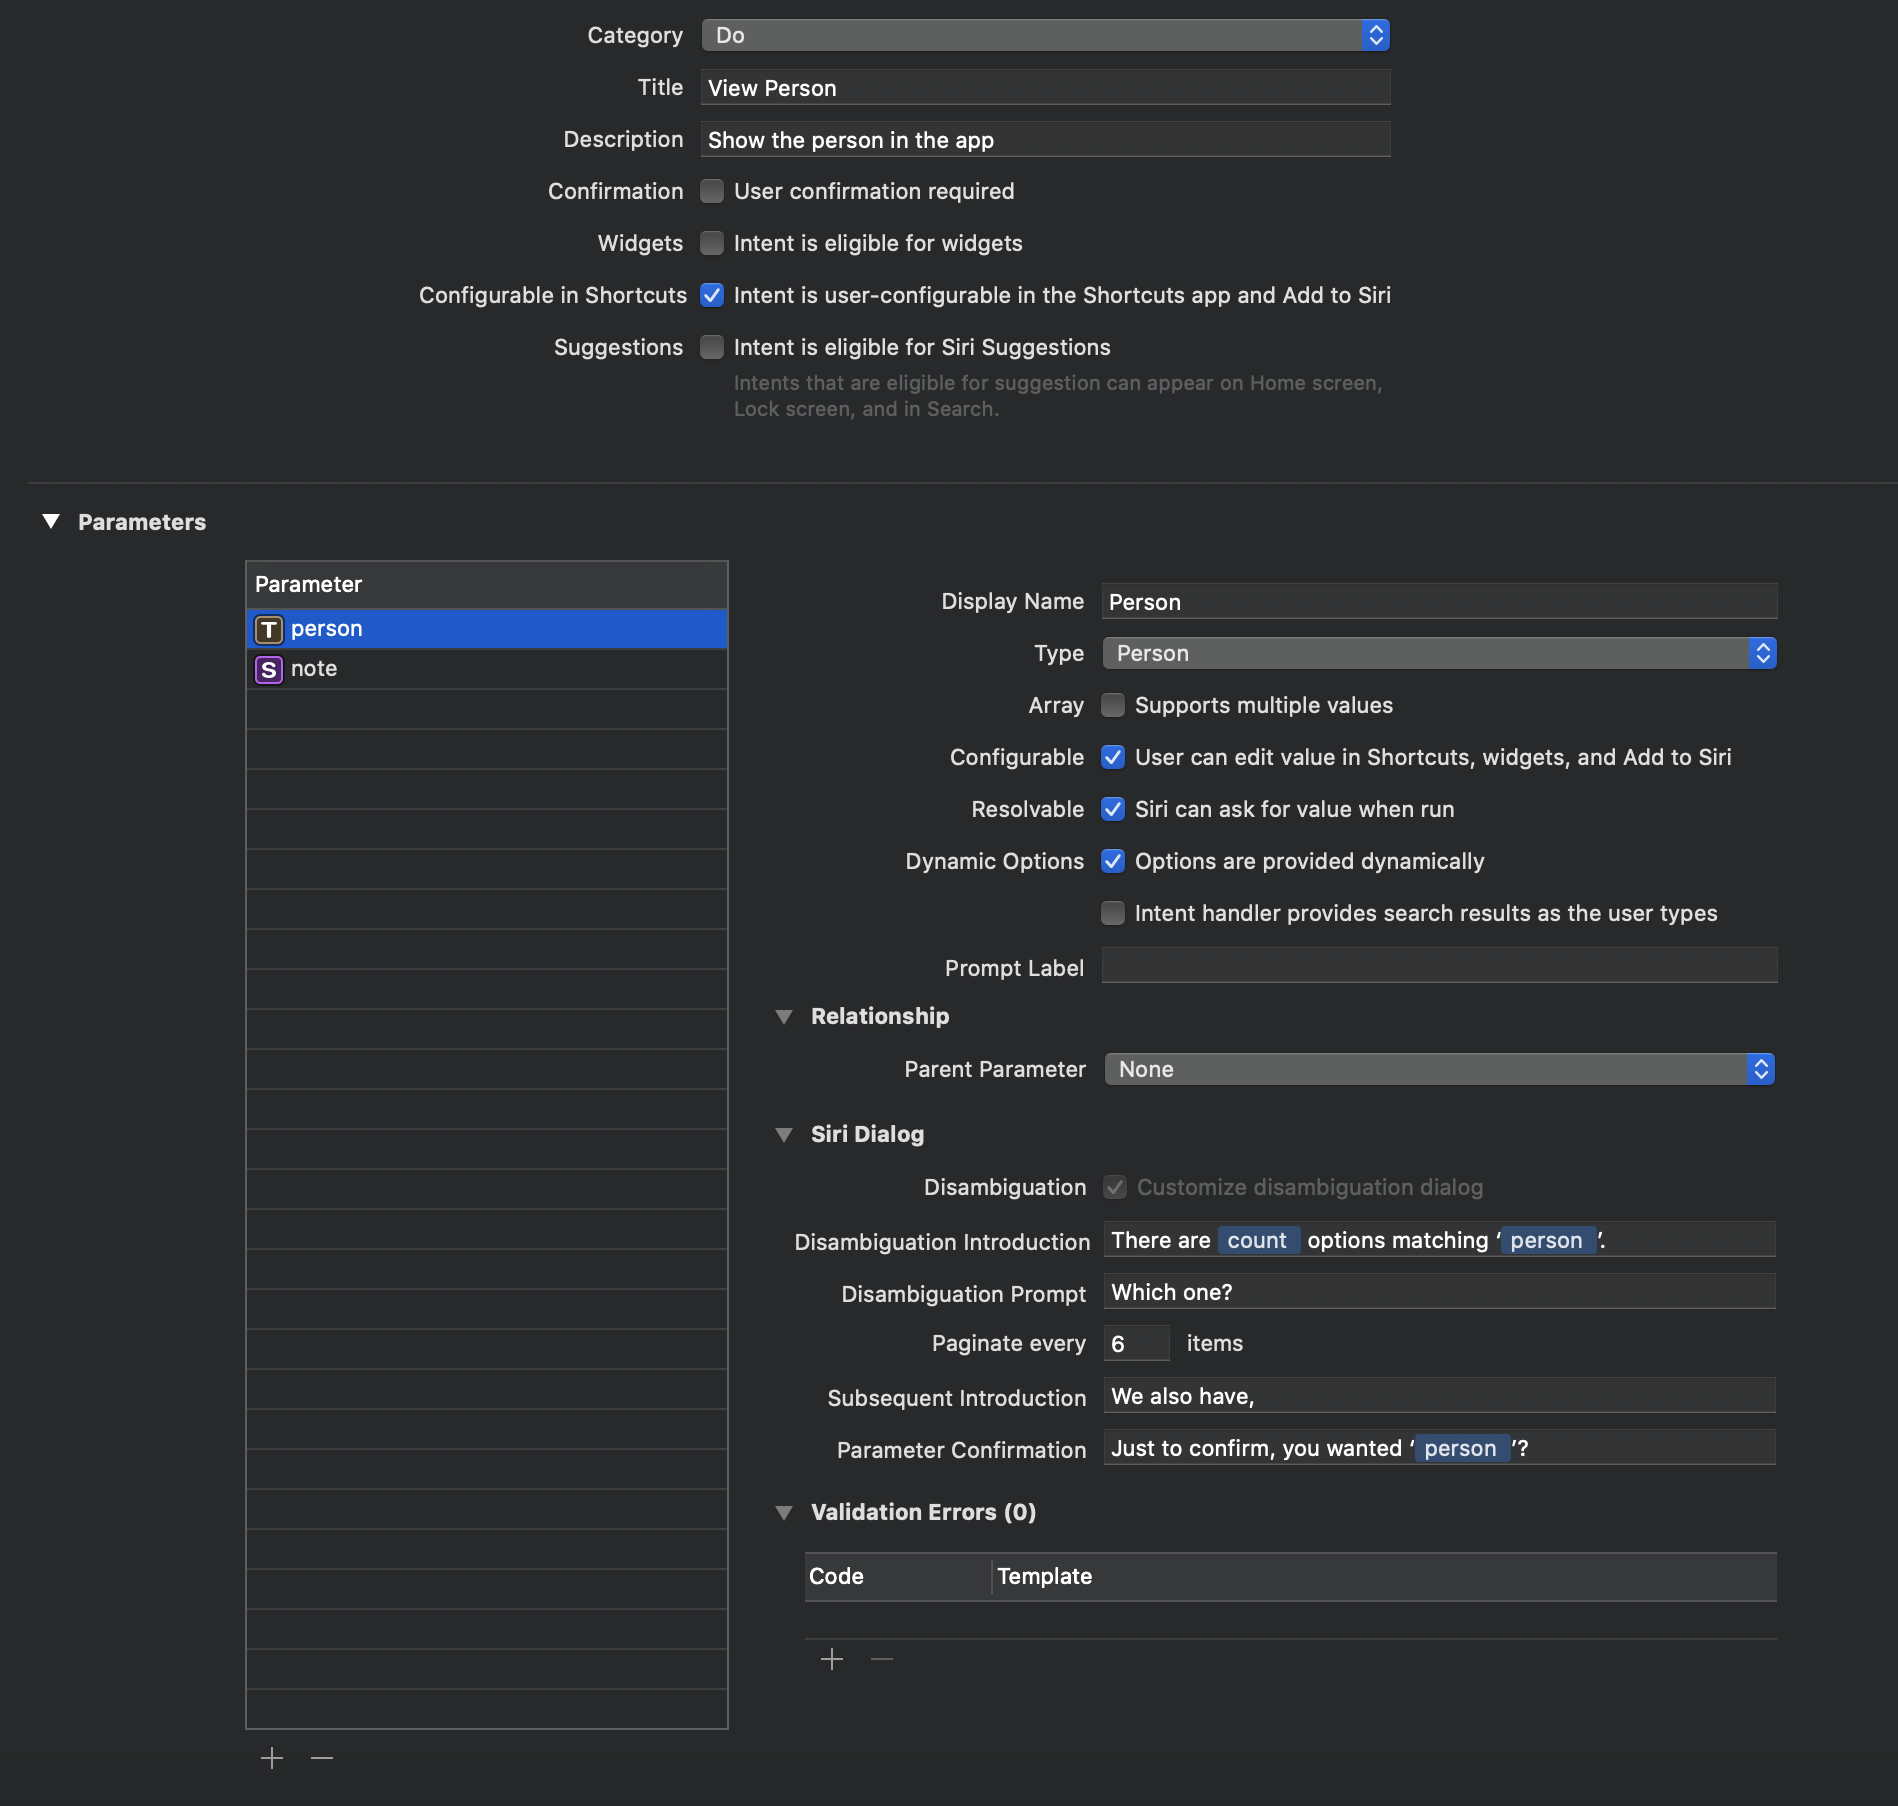 Category Do
Title View Person
Description Show the person in the app
Confirmation User confirmation required
Widgets Intent is eligible for widgets
Configurable in Shortcuts Intent is user-configurable in the Shortcuts app and Add to Siri
Suggestions Intent is eligible for Siri Suggestions
Intents that are eligible for suggestion can appear on Home screen,
Lock screen, and in Search.
Parameters
Parameter
T person
S note
Display Name Person
Type Person
Array Supports multiple values
Configurable User can edit value in Shortcuts, widgets, and Add to Siri
Resolvable Siri can ask for value when run
Dynamic Options Options are provided dynamically
Intent handler provides search results as the user types
Prompt Label
Relationship
Parent Parameter None
Siri Dialog
Disambiguation Customize disambiguation dialog
Disambiguation Introduction There are count options matching ‘ person ’.
Disambiguation Prompt Which one?
Paginate every 6 items
Subsequent Introduction We also have,
Parameter Confirmation Just to confirm, you wanted ‘ person ’?
Validation Errors (0)
Code Template